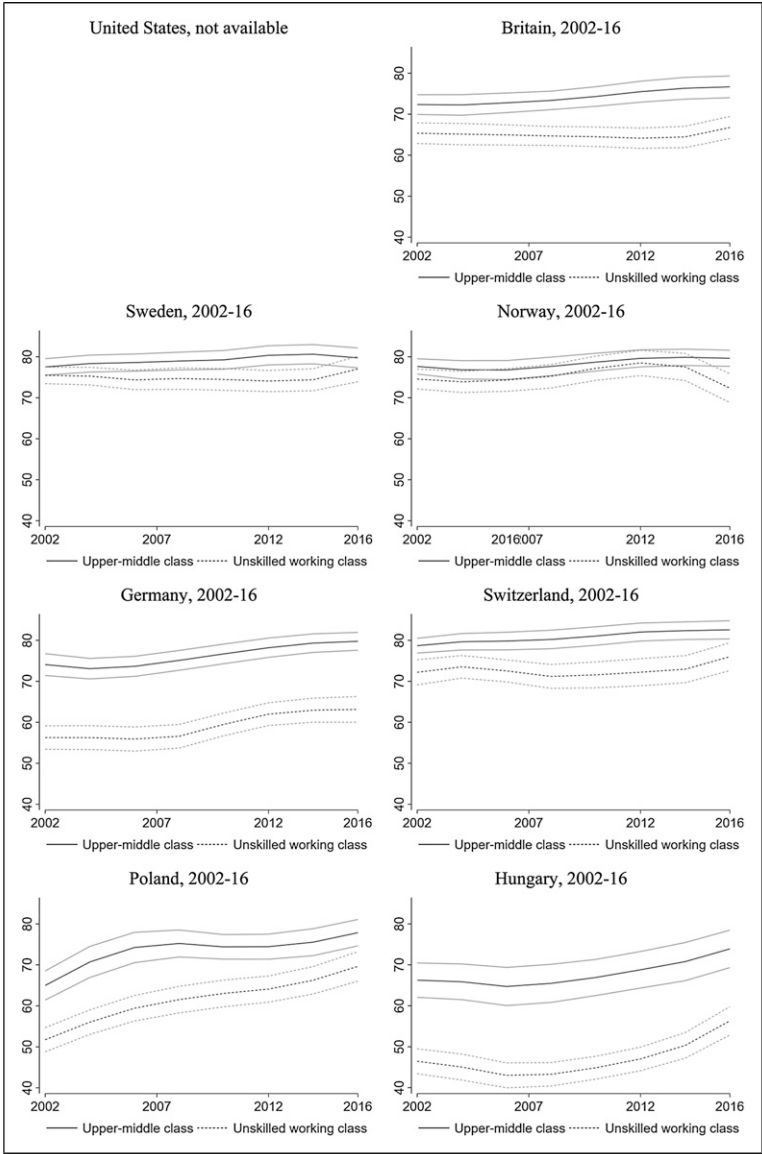 United States, not available
Britain, 2002-16
80
70
60
50
40
2002 2007 2012 2016
Upper-middle class Unskilled working class
Sweden, 2002-16
80
70
60
50
40
2002 2007 2012 2016
Upper-middle class Unskilled working class
Norway, 2002-16
80
70
60
50
40
2002 2016007 2012 2016
Upper-middle class Unskilled working class
Germany, 2002-16
80
70
60
50
40
2002 2007 2012 2016
Upper-middle class Unskilled working class
Switzerland, 2002-16
80
70
60
50
40
2002 2007 2012 2016
Upper-middle class Unskilled working class
Poland, 2002-16
80
70
60
50
40
2002 2007 2012 2016
Upper-middle class Unskilled working class
Hungary, 2002-16
80
70
60
50
40
2002 2007 2012 2016
Upper-middle class Unskilled working class